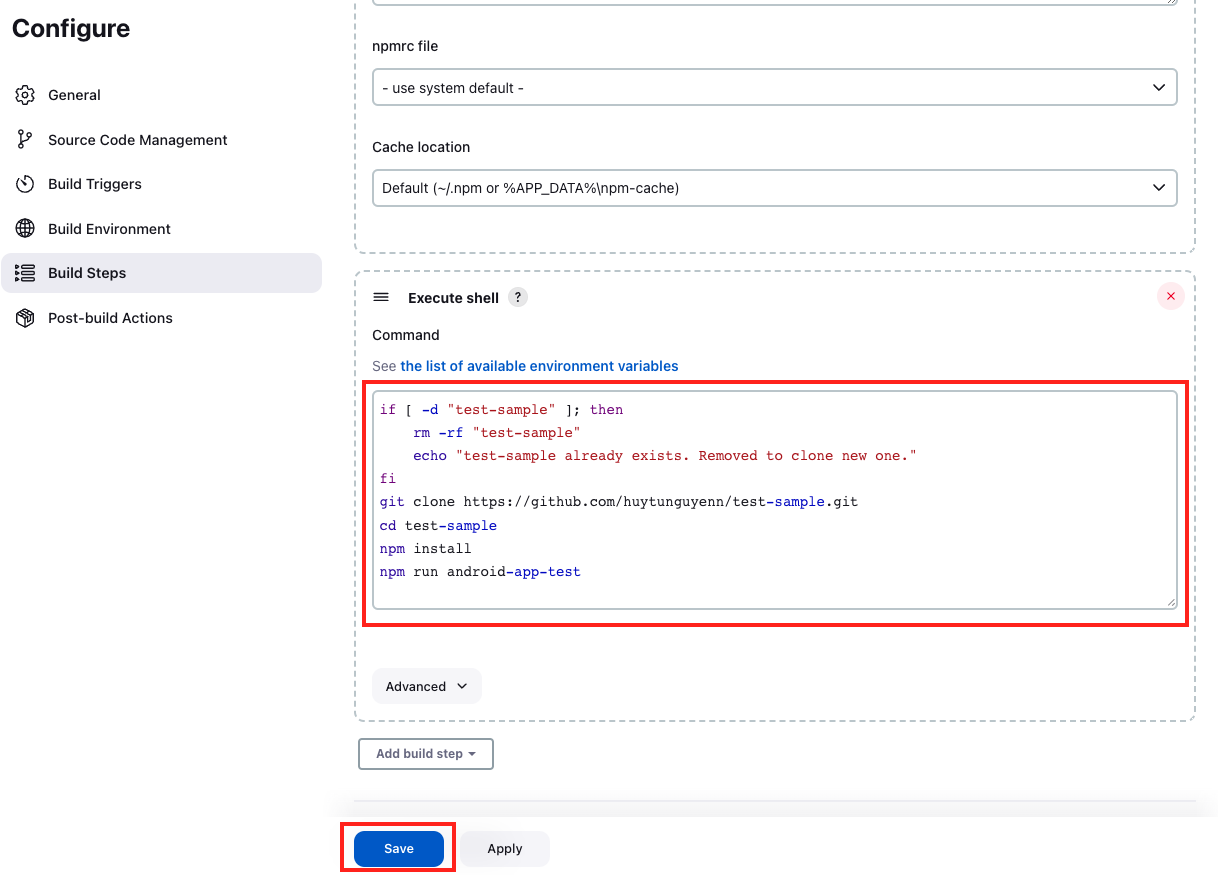 Configure
General
Source Code Management
Build Triggers
Build Environment
Build Steps
Post-build Actions
npmrc file
- use system default -
Cache location
Default (~/.npm or %APP_DATA%\npm-cache)
Execute shell ?
Command
See the list of available environment variables
if [ -d "test-sample" ]; then
    rm -rf "test-sample"
    echo "test-sample already exists. Removed to clone new one."
fi
git clone https://github.com/huytunguyenn/test-sample.git
cd test-sample
npm install
npm run android-app-test
Advanced
Add build step
Save
Apply